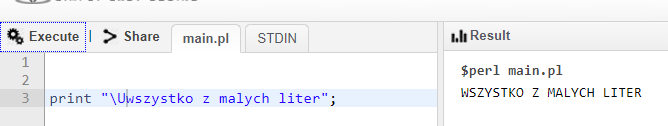 Execute | Share main.pl STDIN
Result
1
2
3 print "\Uwszystko z malych liter";
$perl main.pl
WSZYSTKO Z MALYCH LITER